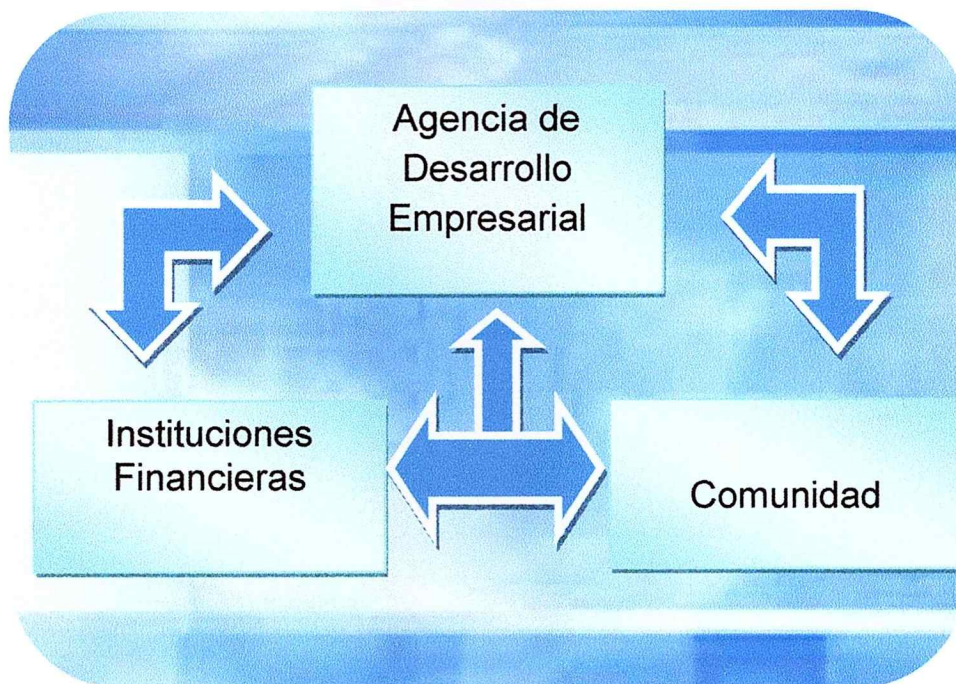 Agencia de
Desarrollo
Empresarial
Instituciones
Financieras
Comunidad